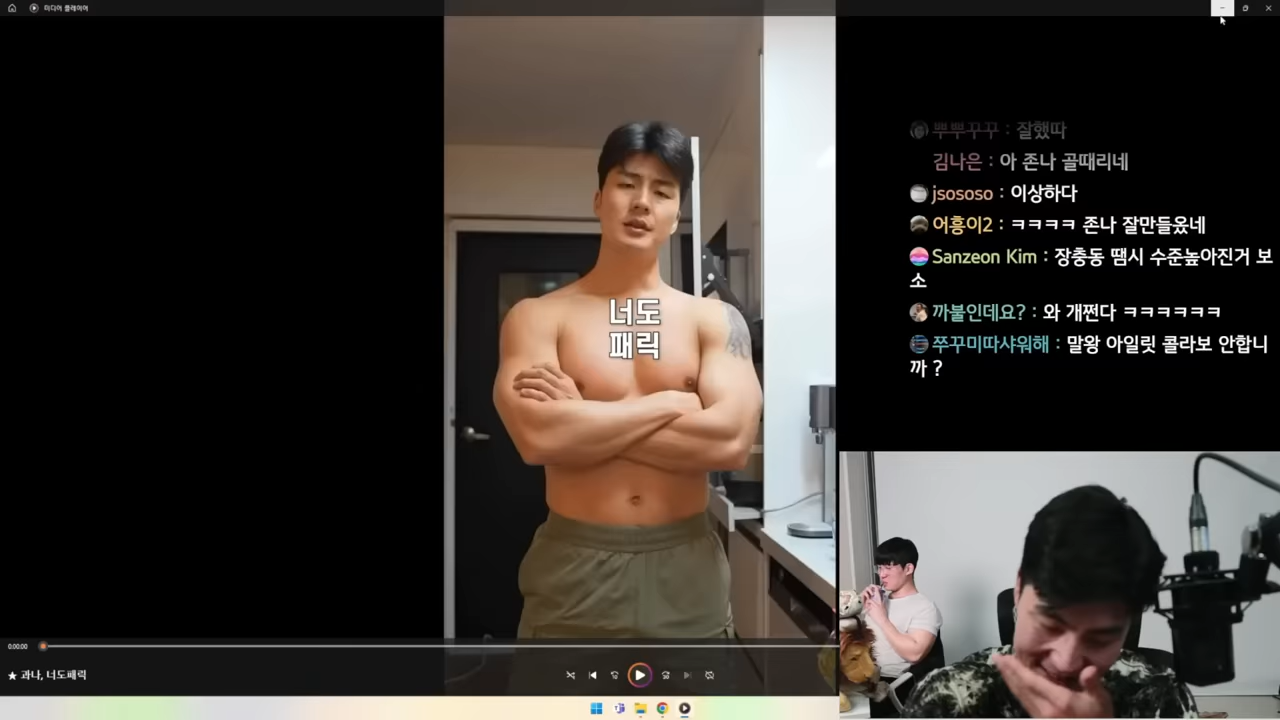 미디어 플레이어
너도
패릭
뿌뿌꾸꾸 : 잘했따
김나은 : 아 존나 골때리네
jsososo : 이상하다
어흥이2 : ㅋㅋㅋㅋ 존나 잘만들옸네
Sanzeon Kim : 장충동 땜시 수준높아진거 보
소
까불인데요? : 와 개쩐다 ㅋㅋㅋㅋㅋㅋ
쭈꾸미따샤워해 : 말왕 아일릿 콜라보 안합니
까 ?
0:00:00
★ 과나, 너도패릭